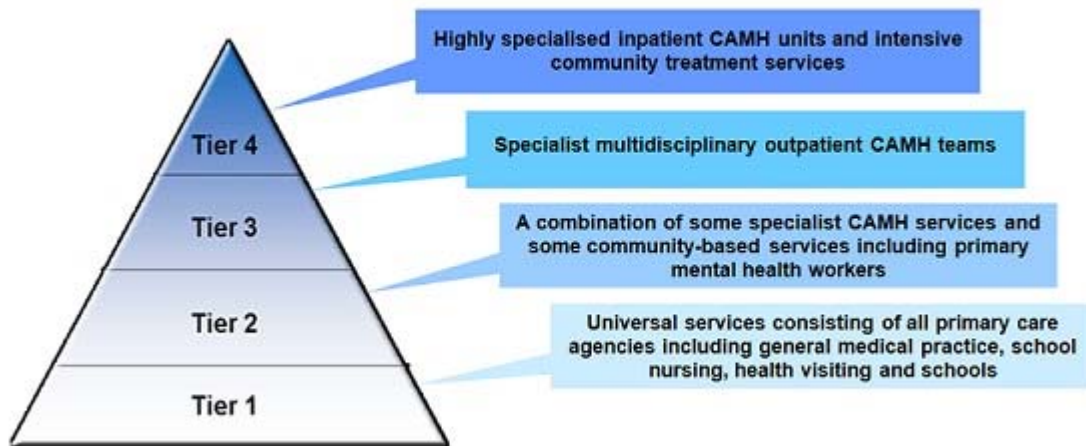 Highly specialised inpatient CAMH units and intensive
community treatment services
Tier 4
Specialist multidisciplinary outpatient CAMH teams
Tier 3
A combination of some specialist CAMH services and
some community-based services including primary
mental health workers
Tier 2
Universal services consisting of all primary care
agencies including general medical practice, school
nursing, health visiting and schools
Tier 1